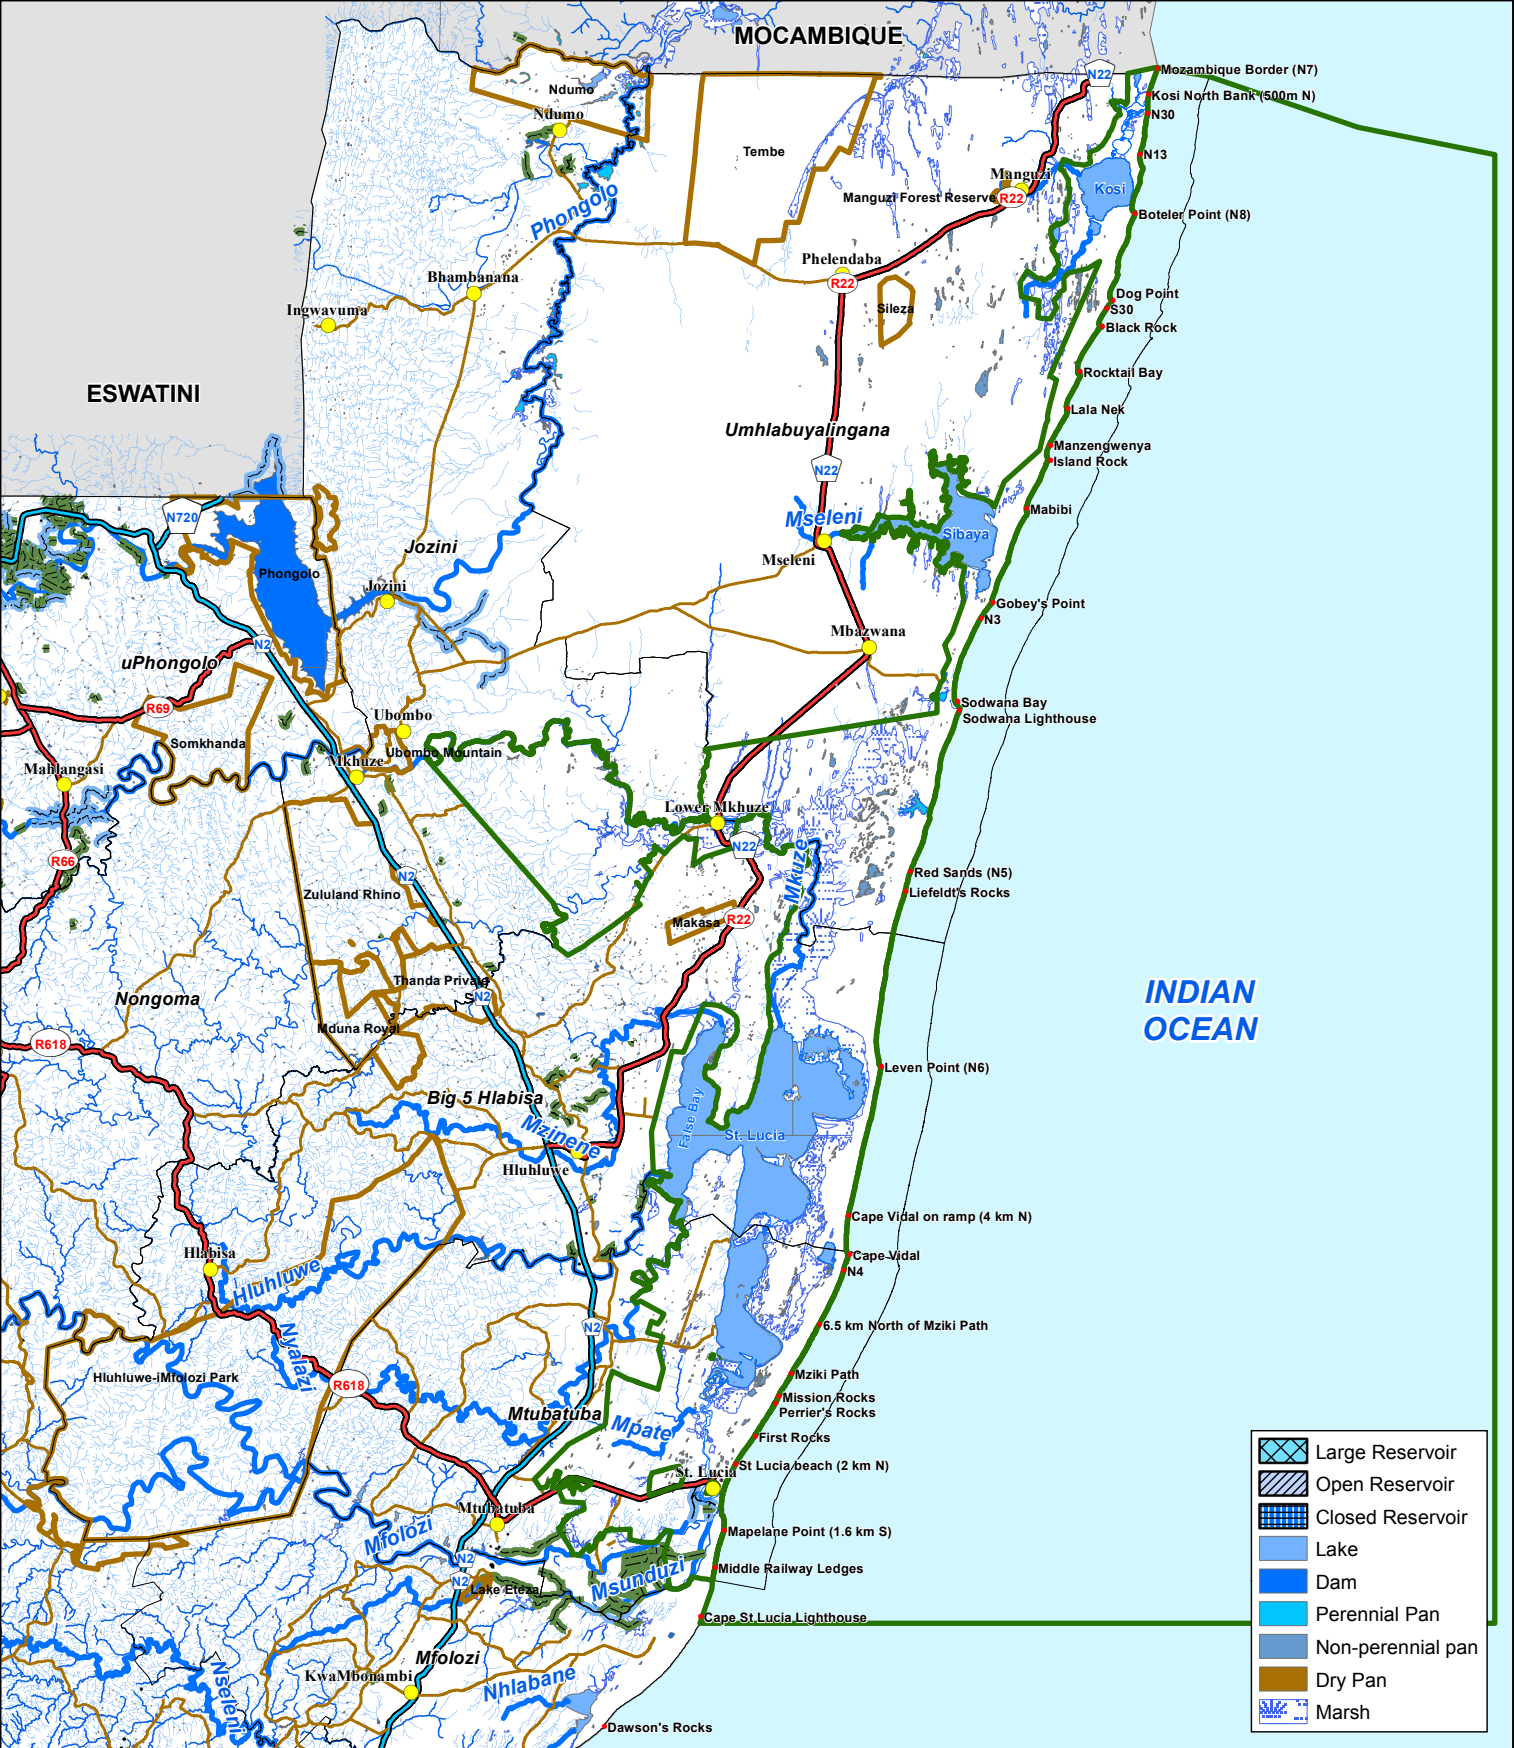 MOCAMBIQUE
N22
Mozambique Border (N7)
Ndumo
Kosi North Bank (500m N)
Ndumo
N30
Tembe
N13
Manguzi
Kosi
Manguzi Forest Reserve
R22
Phongolo
Boteler Point (N8)
Phelendaba
Bhambanana
R22
Dog Point
Ingwavuma
Sileza
S30
Black Rock
Rocktail Bay
ESWATINI
Lala Nek
Umhlabuyalingana
Manzengwenya
Island Rock
N22
Mabibi
N720
Mseleni
Sibaya
Jozini
Mseleni
Phongolo
Jozini
Gobey's Point
N3
Mbazwana
N2
uPhongolo
Sodwana Bay
R69
Ubombo
Sodwana Lighthouse
Somkhanda
Ubombo Mountain
Mahlangasi
Mkhuze
Lower Mkhuze
N22
R66
Mkuze
Red Sands (N5)
N2
Liefeldt's Rocks
Zululand Rhino
Makasa
R22
Thanda Private
INDIAN
OCEAN
N2
Nongoma
Mduna Royal
R618
Leven Point (N6)
Big 5 Hlabisa
False Bay
Mzinene
St. Lucia
Hluhluwe
Cape Vidal on ramp (4 km N)
Hlabisa
Cape Vidal
N4
Hluhluwe
N2
6.5 km North of Mziki Path
Nyalazi
Hluhluwe-iMfolozi Park
Mziki Path
R618
Mission Rocks
Mtubatuba
Perrier's Rocks
Mpate
First Rocks
St Lucia beach (2 km N)
St. Lucia
Mtubatuba
Mfolozi
Mapelane Point (1.6 km S)
N2
Middle Railway Ledges
N2
Msunduzi
Lake Eteza
Cape St Lucia Lighthouse
Mfolozi
KwaMbonambi
Nhlabane
Nseleni
Dawson's Rocks
Large Reservoir
Open Reservoir
Closed Reservoir
Lake
Dam
Perennial Pan
Non-perennial pan
Dry Pan
Marsh